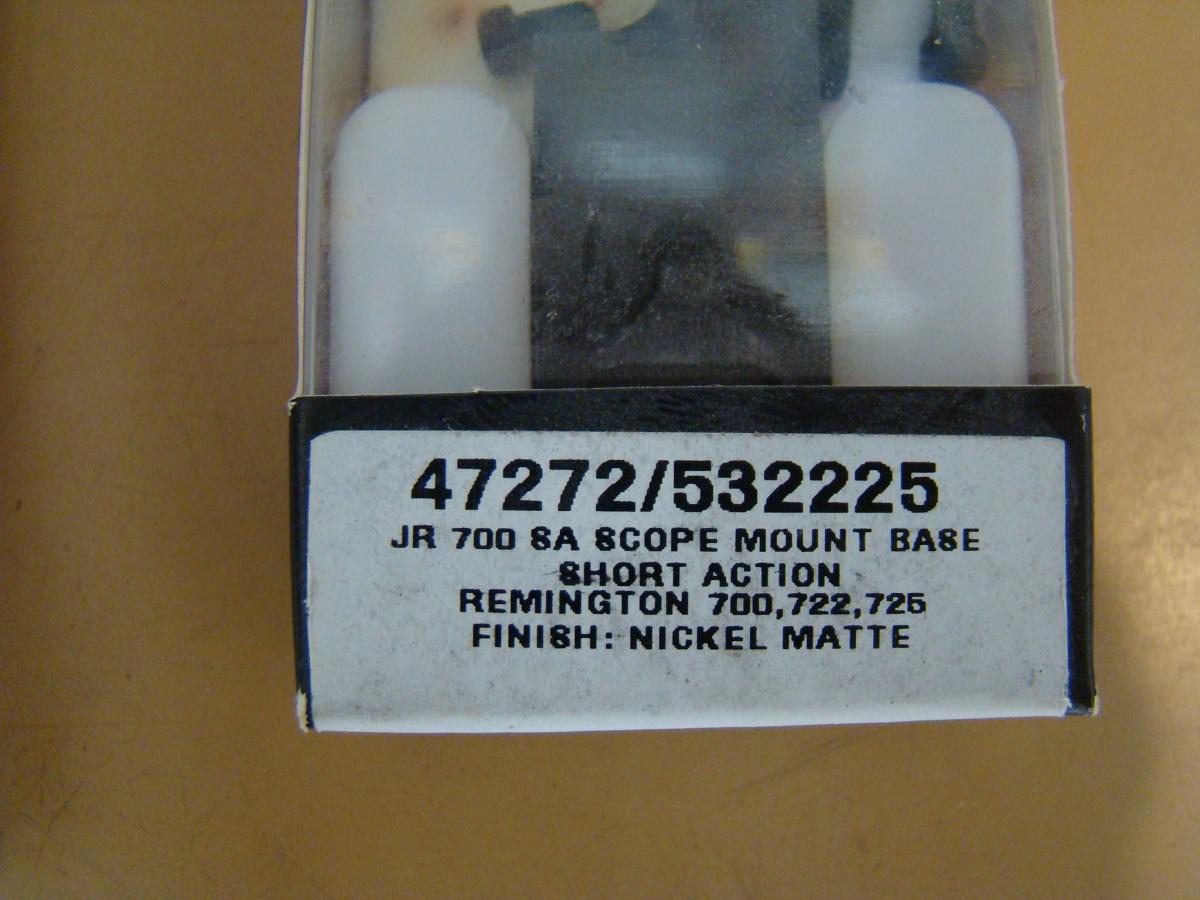 47272/532225
JR 700 SA SCOPE MOUNT BASE
SHORT ACTION
REMINGTON 700,722,725
FINISH: NICKEL MATTE